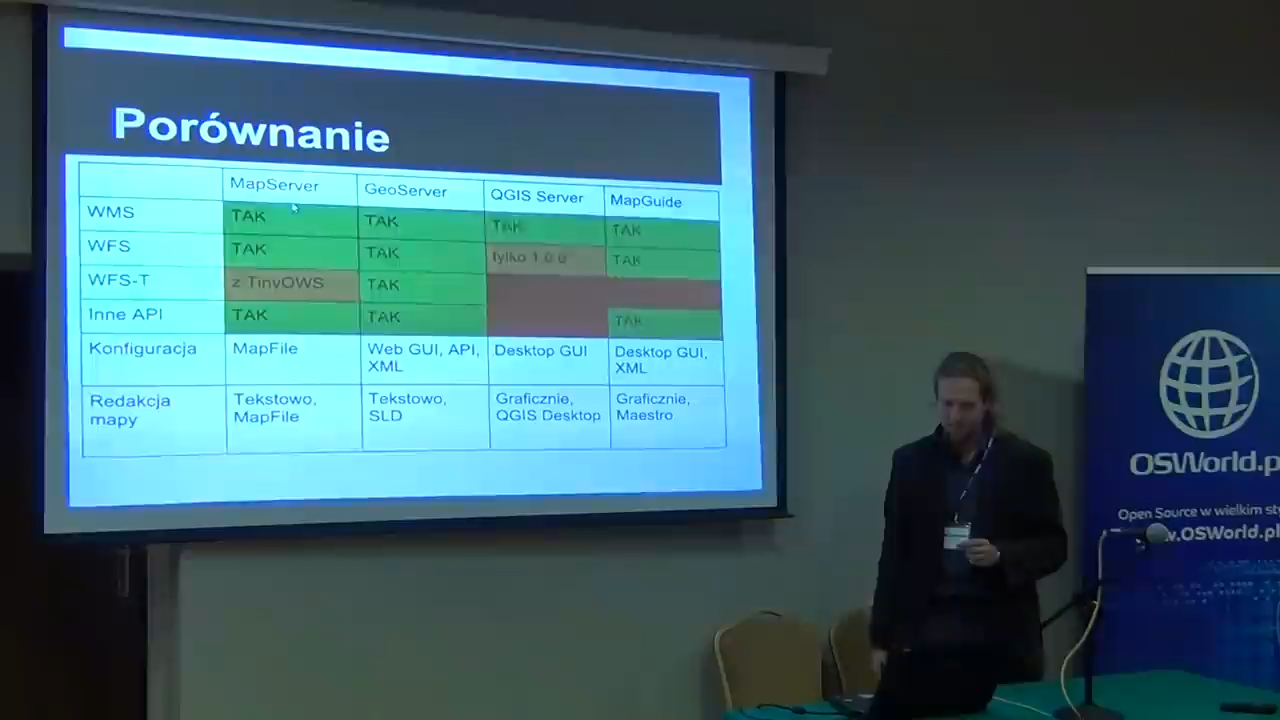 Porównanie
MapServer GeoServer QGIS Server MapGuide
WMS TAK TAK TAK TAK
WFS TAK TAK tylko 1.0.0 TAK
WFS-T z TinyOWS TAK
Inne API TAK TAK TAK
Konfiguracja MapFile Web GUI, API, Desktop GUI Desktop GUI,
XML XML
Redakcja Tekstowo, Tekstowo, Graficznie, Graficznie,
mapy MapFile SLD QGIS Desktop Maestro
OSWorld.p
Open Source w wielkim sty
w.OSWorld.pl